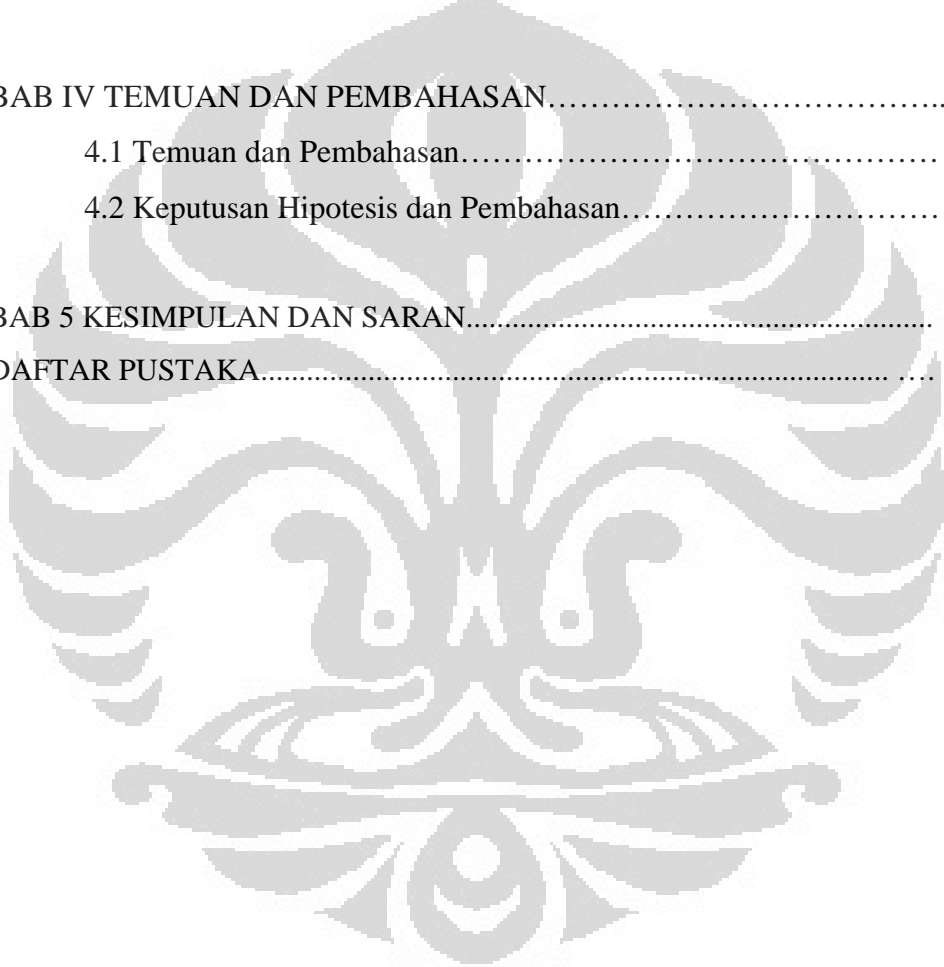 BAB IV TEMUAN DAN PEMBAHASAN………………………………..
4.1 Temuan dan Pembahasan…………………………………………
4.2 Keputusan Hipotesis dan Pembahasan……………………………
BAB 5 KESIMPULAN DAN SARAN............................................................
DAFTAR PUSTAKA................................................................................. ….